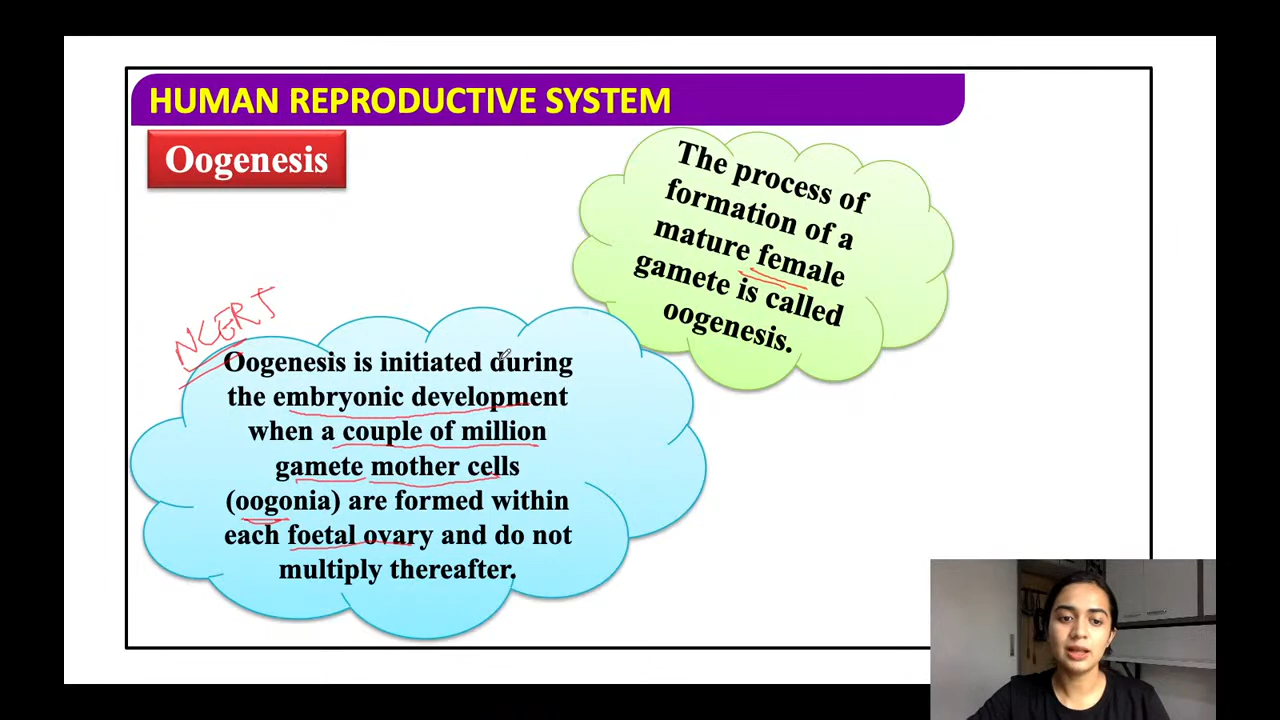 HUMAN REPRODUCTIVE SYSTEM
Oogenesis
The process of
formation of a
mature female
gamete is called
oogenesis.
NCERT
Oogenesis is initiated during
the embryonic development
when a couple of million
gamete mother cells
(oogonia) are formed within
each foetal ovary and do not
multiply thereafter.